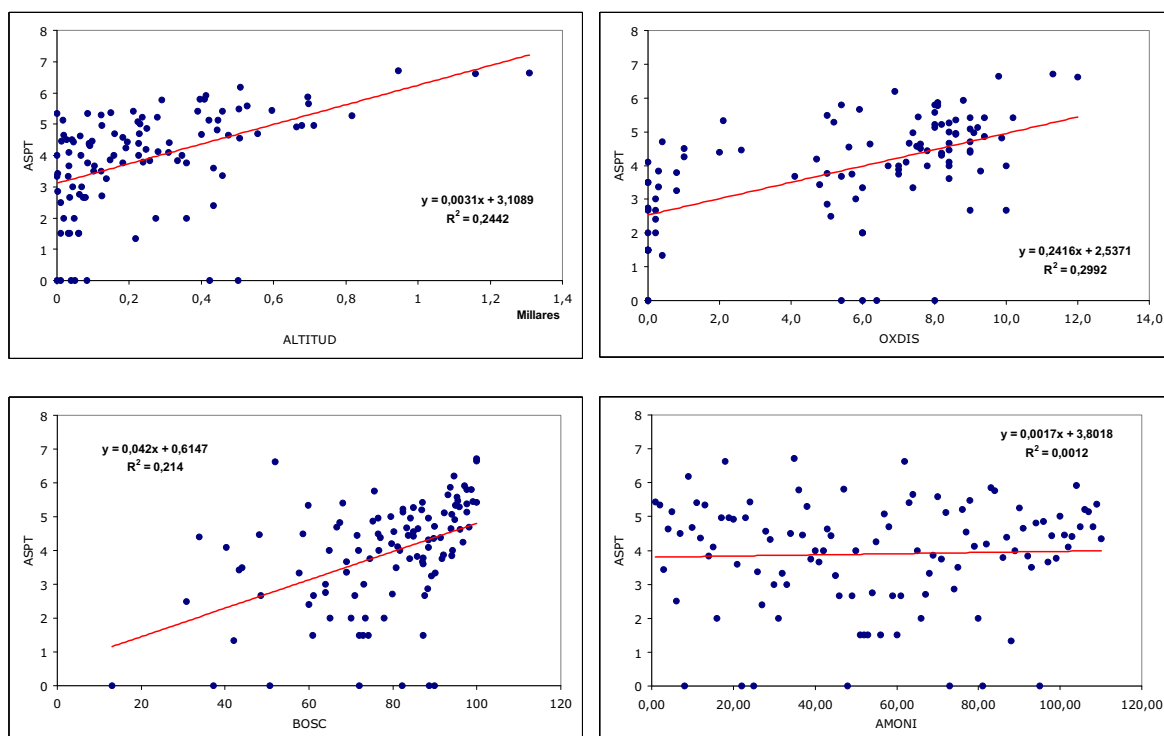 8
7
6
5
4
3
2
1
0
ASPT
y = 0,0031x + 3,1089
R2 = 0,2442
0 0,2 0,4 0,6 0,8 1 1,2 1,4
Millares
ALTITUD
8
7
6
5
4
3
2
1
0
ASPT
y = 0,2416x + 2,5371
R2 = 0,2992
0,0 2,0 4,0 6,0 8,0 10,0 12,0 14,0
OXDIS
8
7
6
5
4
3
2
1
0
ASPT
y = 0,042x + 0,6147
R2 = 0,214
0 20 40 60 80 100 120
BOSC
8
7
6
5
4
3
2
1
0
ASPT
y = 0,0017x + 3,8018
R2 = 0,0012
0,00 20,00 40,00 60,00 80,00 100,00 120,00
AMONI